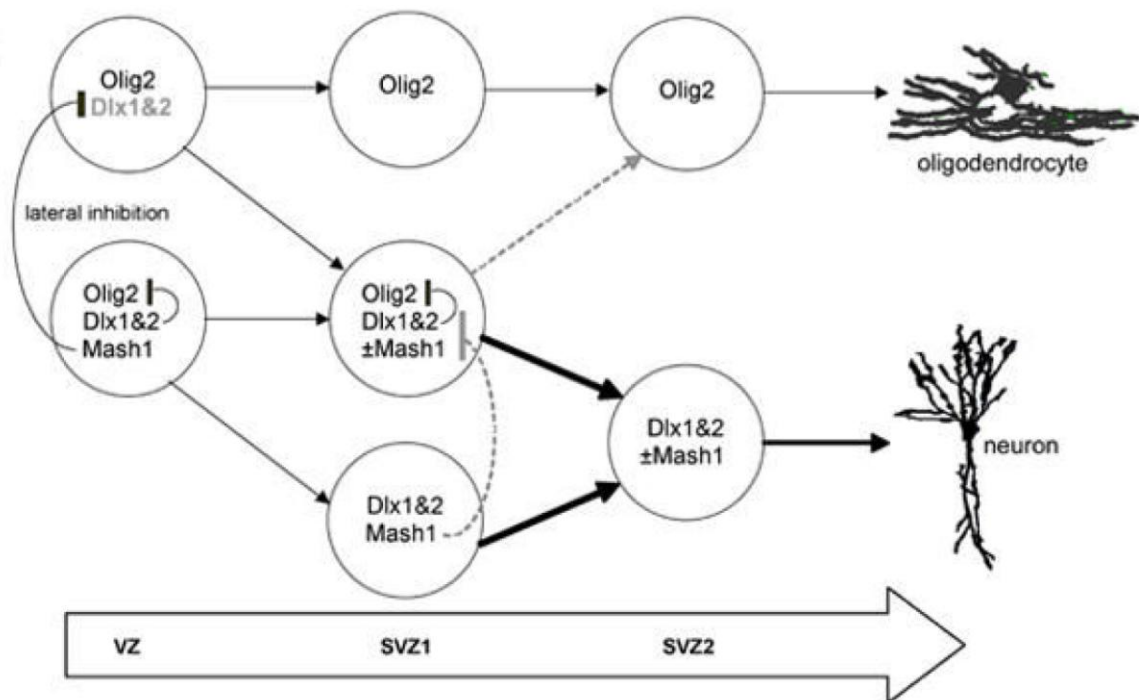 Olig2
Dlx1&2
Olig2
Olig2
oligodendrocyte
lateral inhibition
Olig2
Dlx1&2
Mash1
Olig2
Dlx1&2
±Mash1
Dlx1&2
Mash1
Dlx1&2
±Mash1
neuron
VZ
SVZ1
SVZ2